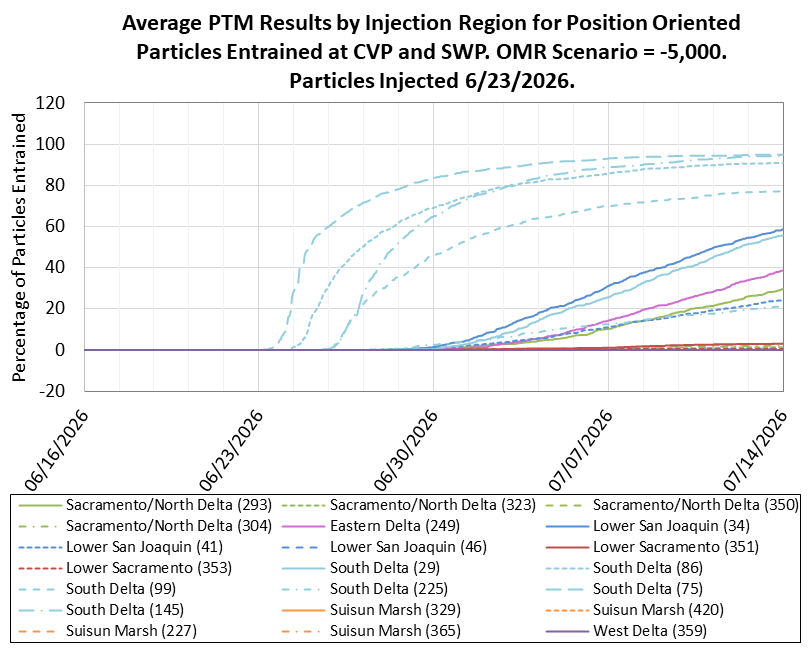 Average PTM Results by Injection Region for Position Oriented
Particles Entrained at CVP and SWP. OMR Scenario = -5,000.
Particles Injected 6/23/2026.
Percentage of Particles Entrained
120
100
80
60
40
20
0
-20
06/16/2026
06/23/2026
06/30/2026
07/07/2026
07/14/2026
Sacramento/North Delta (293)
Sacramento/North Delta (323)
Sacramento/North Delta (350)
Sacramento/North Delta (304)
Eastern Delta (249)
Lower San Joaquin (34)
Lower San Joaquin (41)
Lower San Joaquin (46)
Lower Sacramento (351)
Lower Sacramento (353)
South Delta (29)
South Delta (86)
South Delta (99)
South Delta (225)
South Delta (75)
South Delta (145)
Suisun Marsh (329)
Suisun Marsh (420)
Suisun Marsh (227)
Suisun Marsh (365)
West Delta (359)